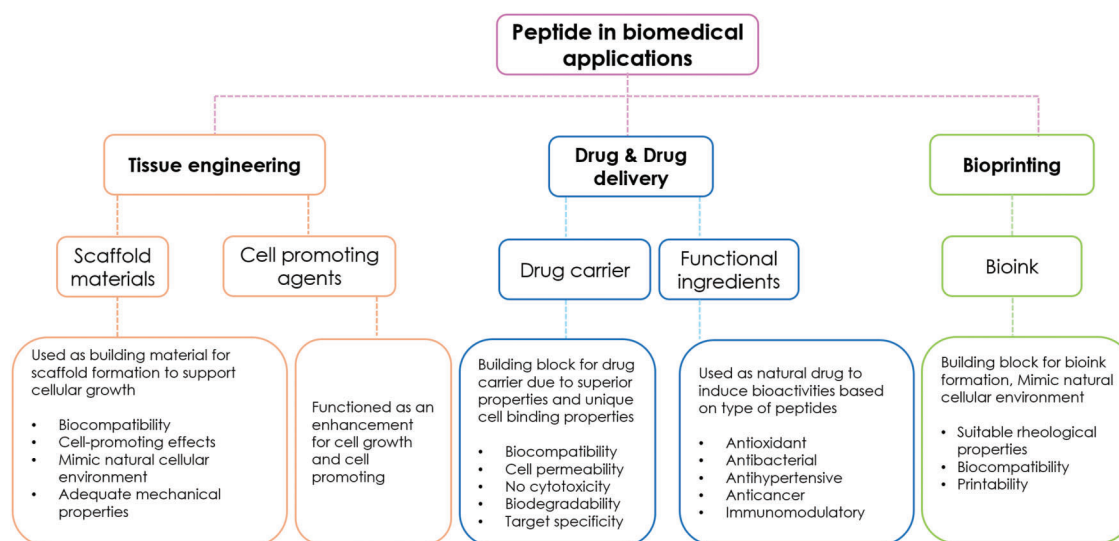 Peptide in biomedical
applications
Tissue engineering
Drug & Drug
delivery
Bioprinting
Scaffold
materials
Cell promoting
agents
Drug carrier
Functional
ingredients
Bioink
Used as building material for
scaffold formation to support
cellular growth
• Biocompatibility
• Cell-promoting effects
• Mimic natural cellular
environment
• Adequate mechanical
properties
Functioned as an
enhancement
for cell growth
and cell
promoting
Building block for drug
carrier due to superior
properties and unique
cell binding properties
• Biocompatibility
• Cell permeability
• No cytotoxicity
• Biodegradability
• Target specificity
Used as natural drug to
induce bioactivities based
on type of peptides
• Antioxidant
• Antibacterial
• Antihypertensive
• Anticancer
• Immunomodulatory
Building block for bioink
formation, Mimic natural
cellular environment
• Suitable rheological
properties
• Biocompatibility
• Printability